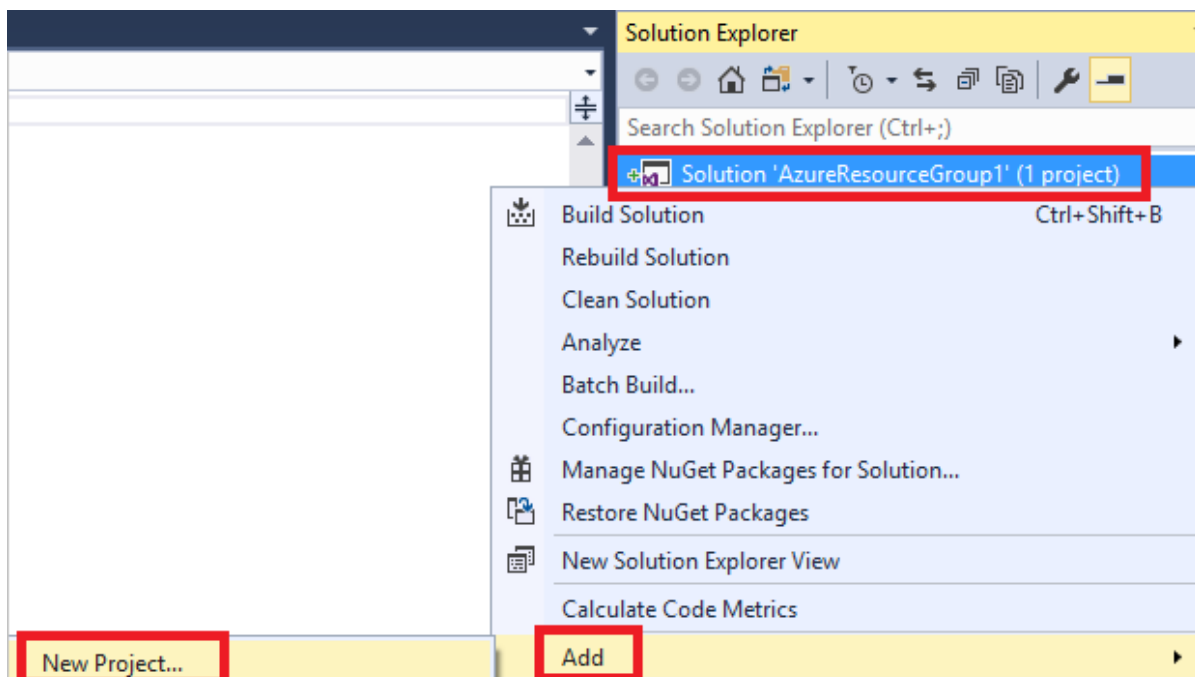 Solution Explorer
Search Solution Explorer (Ctrl+;)
Solution 'AzureResourceGroup1' (1 project)
Build Solution Ctrl+Shift+B
Rebuild Solution
Clean Solution
Analyze
Batch Build...
Configuration Manager...
Manage NuGet Packages for Solution...
Restore NuGet Packages
New Solution Explorer View
Calculate Code Metrics
Add
New Project...